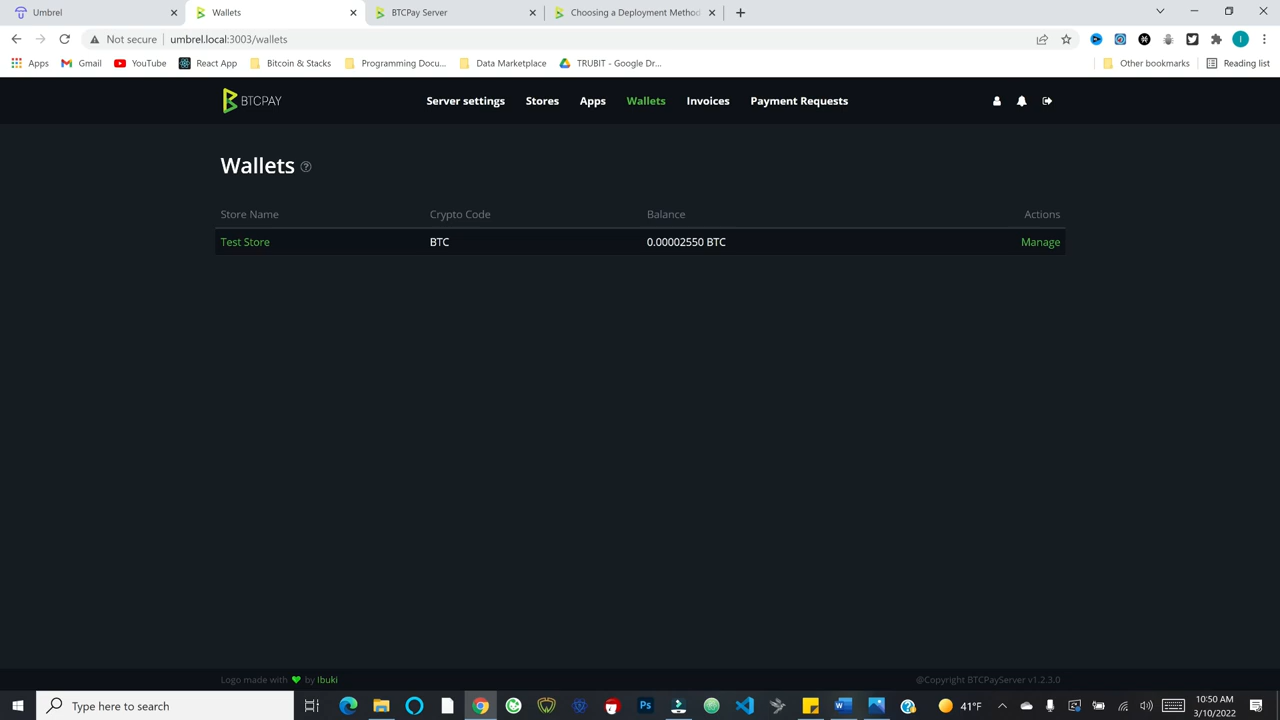 Umbrel
Wallets
BTCPay Server
Choosing a Deployment Method
Not secure
umbrel.local:3003/wallets
Apps
Gmail
YouTube
React App
Bitcoin & Stacks
Programming Docu...
Data Marketplace
TRUBIT - Google Dr...
Other bookmarks
Reading list
BTCPAY
Server settings
Stores
Apps
Wallets
Invoices
Payment Requests
Wallets
Store Name Crypto Code Balance Actions
Test Store BTC 0.00002550 BTC Manage
Logo made with by Ibuki
@Copyright BTCPayServer v1.2.3.0
Type here to search
41°F
10:50 AM
3/10/2022